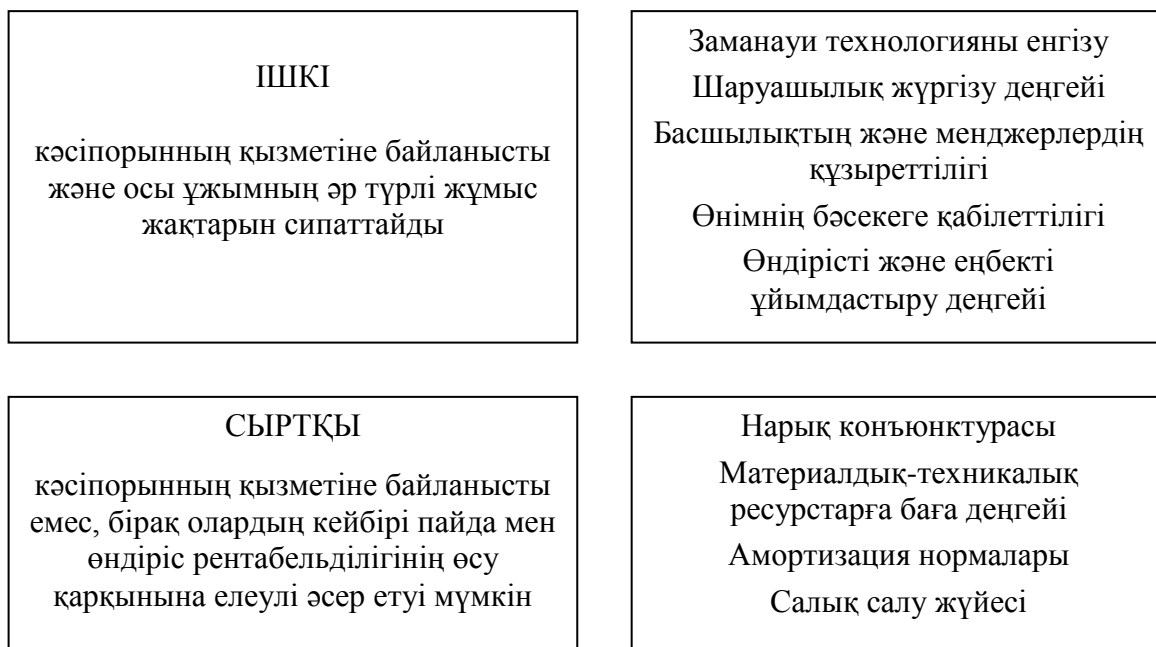 ІШКІ
кәсіпорынның қызметіне байланысты
және осы ұжымның әр түрлі жұмыс
жақтарын сипаттайды
Заманауи технологияны енгізу
Шаруашылық жүргізу деңгейі
Басшылықтың және менджерлердің
құзыреттілігі
Өнімнің бәсекеге қабілеттілігі
Өндірісті және еңбекті
ұйымдастыру деңгейі
СЫРТҚЫ
кәсіпорынның қызметіне байланысты
емес, бірақ олардың кейбірі пайда мен
өндіріс рентабельділігінің өсу
қарқынына елеулі әсер етуі мүмкін
Нарық конъюнктурасы
Материалдық-техникалық
ресурстарға баға деңгейі
Амортизация нормалары
Салық салу жүйесі